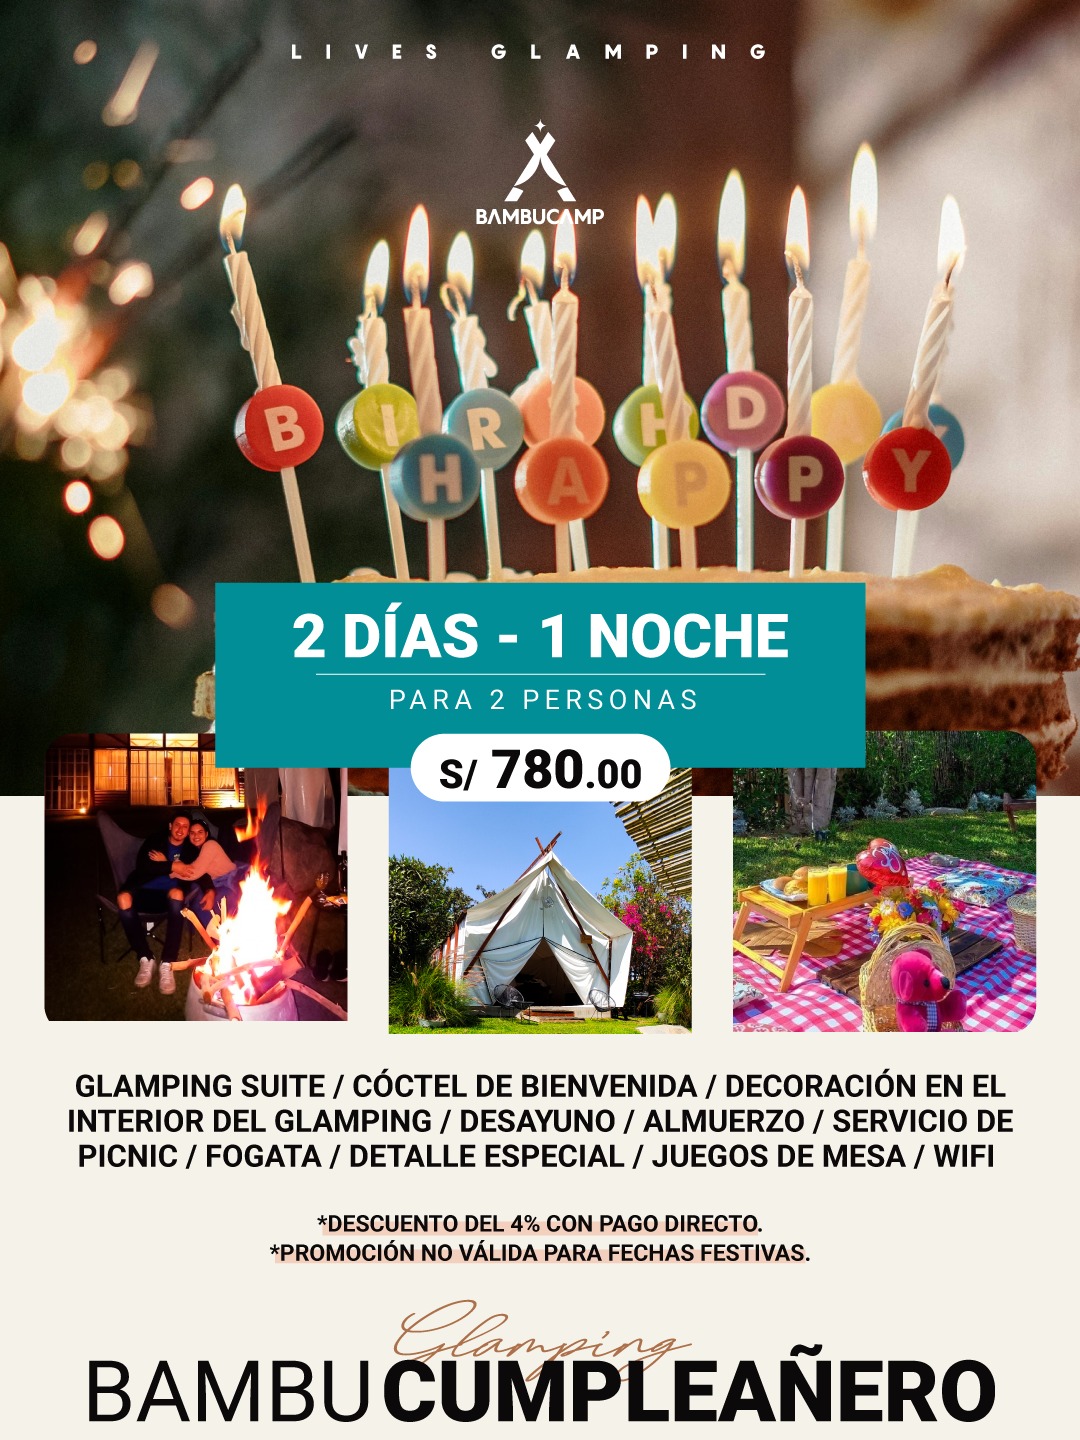 LIVES GLAMPING
BAMBUCAMP
BIRTHDAY
HAPPY
2 DÍAS - 1 NOCHE
PARA 2 PERSONAS
S/ 780.00
GLAMPING SUITE / CÓCTEL DE BIENVENIDA / DECORACIÓN EN EL
INTERIOR DEL GLAMPING / DESAYUNO / ALMUERZO / SERVICIO DE
PICNIC / FOGATA / DETALLE ESPECIAL / JUEGOS DE MESA / WIFI
*DESCUENTO DEL 4% CON PAGO DIRECTO.
*PROMOCIÓN NO VÁLIDA PARA FECHAS FESTIVAS.
Glamping
BAMBUCUMPLEAÑERO